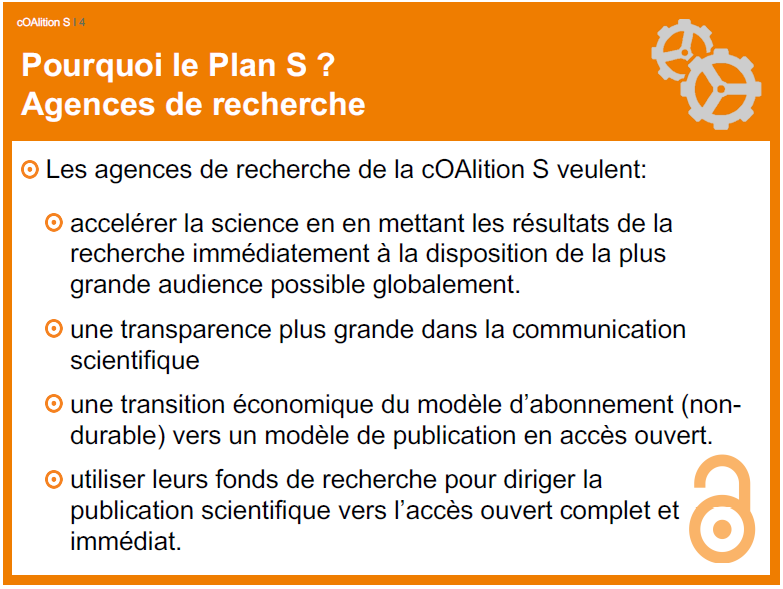 cOAlition S | 4
Pourquoi le Plan S ?
Agences de recherche
Les agences de recherche de la cOAlition S veulent:
accelérer la science en en mettant les résultats de la
recherche immédiatement à la disposition de la plus
grande audience possible globalement.
une transparence plus grande dans la communication
scientifique
une transition économique du modèle d’abonnement (non-
durable) vers un modèle de publication en accès ouvert.
utiliser leurs fonds de recherche pour diriger la
publication scientifique vers l’accès ouvert complet et
immédiat.